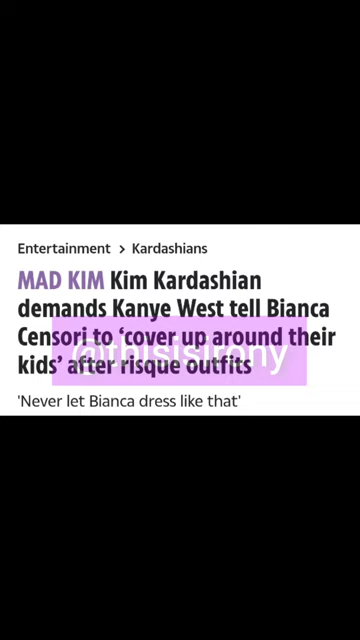 Entertainment > Kardashians
MAD KIM Kim Kardashian
demands Kanye West tell Bianca
Censori to ‘cover up around their
@thisisirony
kids’ after risque outfits
'Never let Bianca dress like that'